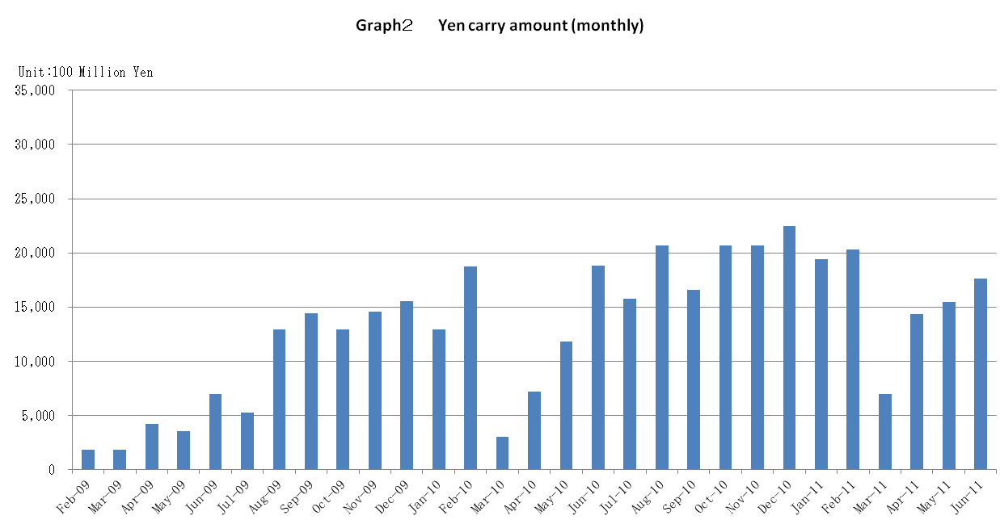 Graph２ Yen carry amount (monthly)
Unit:100 Million Yen
35,000
30,000
25,000
20,000
15,000
10,000
5,000
0
Feb-09
Mar-09
Apr-09
May-09
Jun-09
Jul-09
Aug-09
Sep-09
Oct-09
Nov-09
Dec-09
Jan-10
Feb-10
Mar-10
Apr-10
May-10
Jun-10
Jul-10
Aug-10
Sep-10
Oct-10
Nov-10
Dec-10
Jan-11
Feb-11
Mar-11
Apr-11
May-11
Jun-11